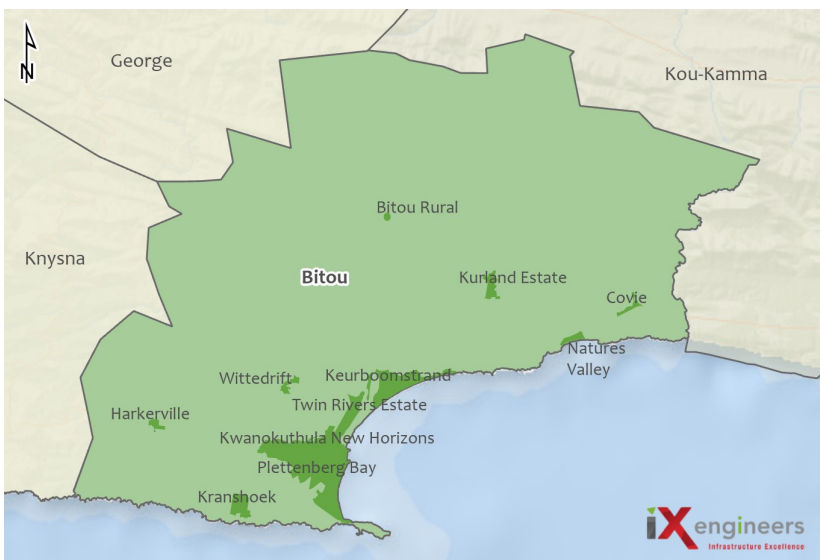 N
George
Kou-Kamma
Bitou Rural
Knysna
Bitou
Kurland Estate
Covie
Natures
Valley
Wittedrift
Keurboomstrand
Twin Rivers Estate
Harkerville
Kwanokuthula New Horizons
Plettenberg Bay
Kranshoek
iX engineers
Infrastructure Excellence